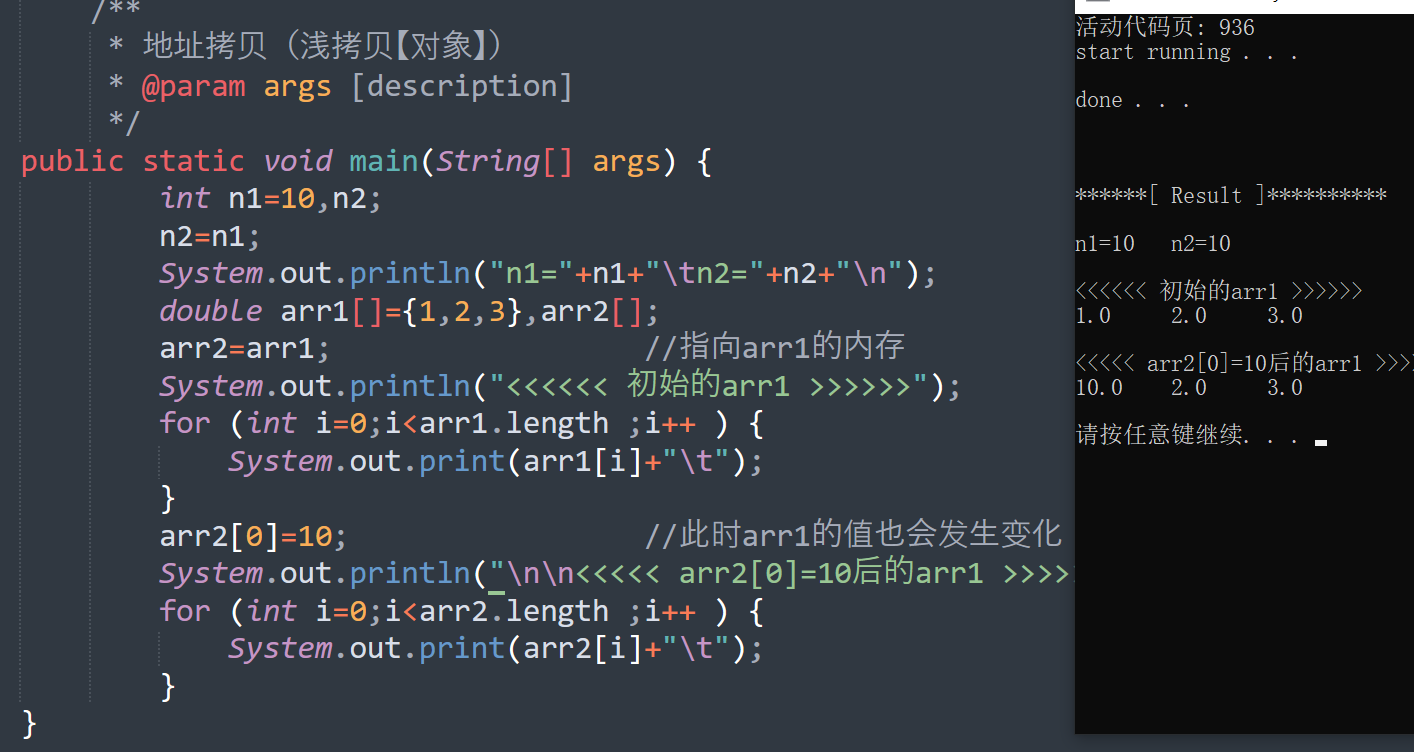 /**
* 地址拷贝（浅拷贝【对象】）
* @param args [description]
*/
public static void main(String[] args) {
int n1=10,n2;
n2=n1;
System.out.println("n1="+n1+"\tn2="+n2+"\n");
double arr1[]={1,2,3},arr2[];
arr2=arr1; //指向arr1的内存
System.out.println("<<<<<< 初始的arr1 >>>>>>");
for (int i=0;i<arr1.length ;i++ ) {
System.out.print(arr1[i]+"\t");
}
arr2[0]=10; //此时arr1的值也会发生变化
System.out.println("\n\n<<<<< arr2[0]=10后的arr1 >>>>
for (int i=0;i<arr2.length ;i++ ) {
System.out.print(arr2[i]+"\t");
}
}
活动代码页: 936
start running . . .
done . . .
******[ Result ]**********
n1=10 n2=10
<<<<<< 初始的arr1 >>>>>>
1.0 2.0 3.0
<<<<< arr2[0]=10后的arr1 >>>
10.0 2.0 3.0
请按任意键继续. . .